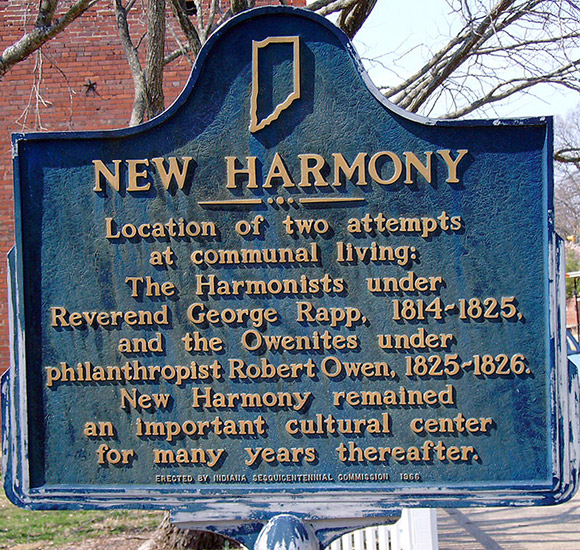 NEW HARMONY
Location of two attempts
at communal living:
The Harmonists under
Reverend George Rapp, 1814-1825,
and the Owenites under
philanthropist Robert Owen, 1825-1826.
New Harmony remained
an important cultural center
for many years thereafter.
ERECTED BY INDIANA SESQUICENTENNIAL COMMISSION 1966